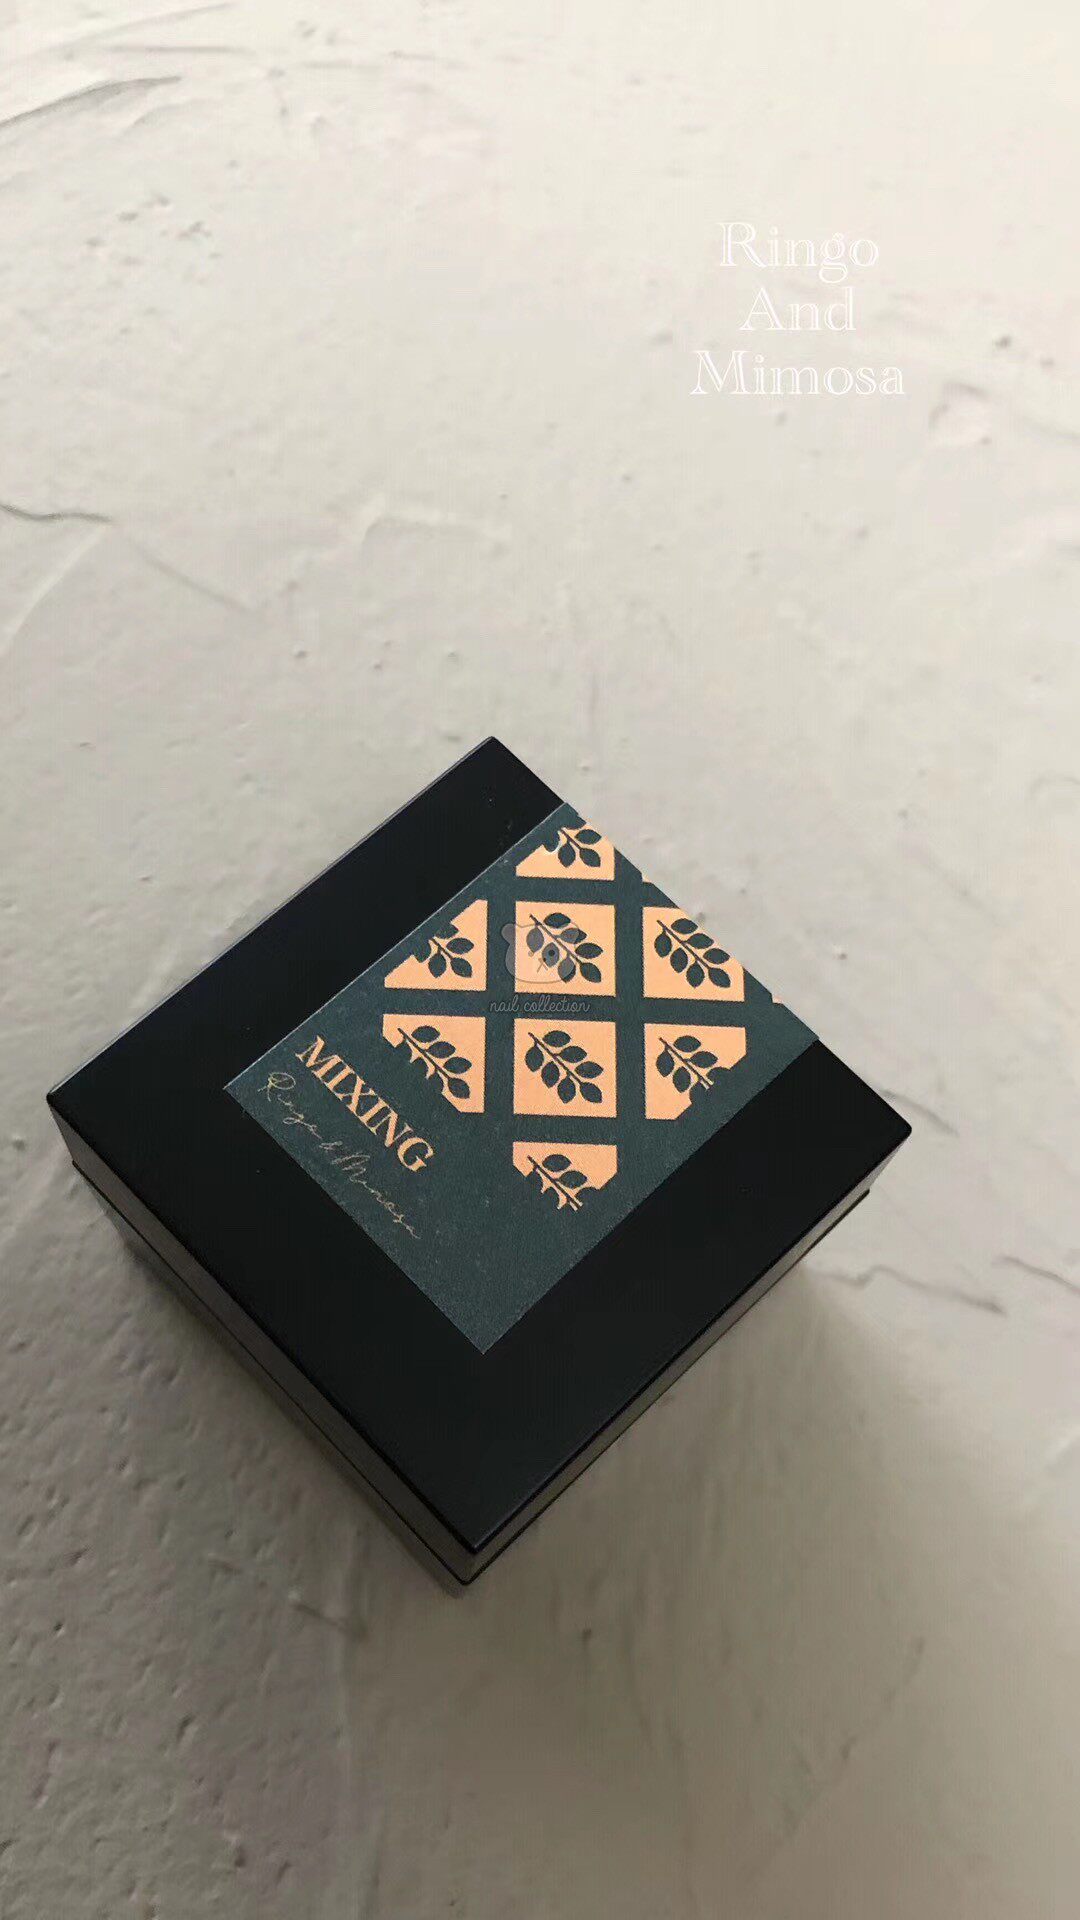 Ringo
And
Mimosa
nail collection
MIXING
Ringo & Mimosa